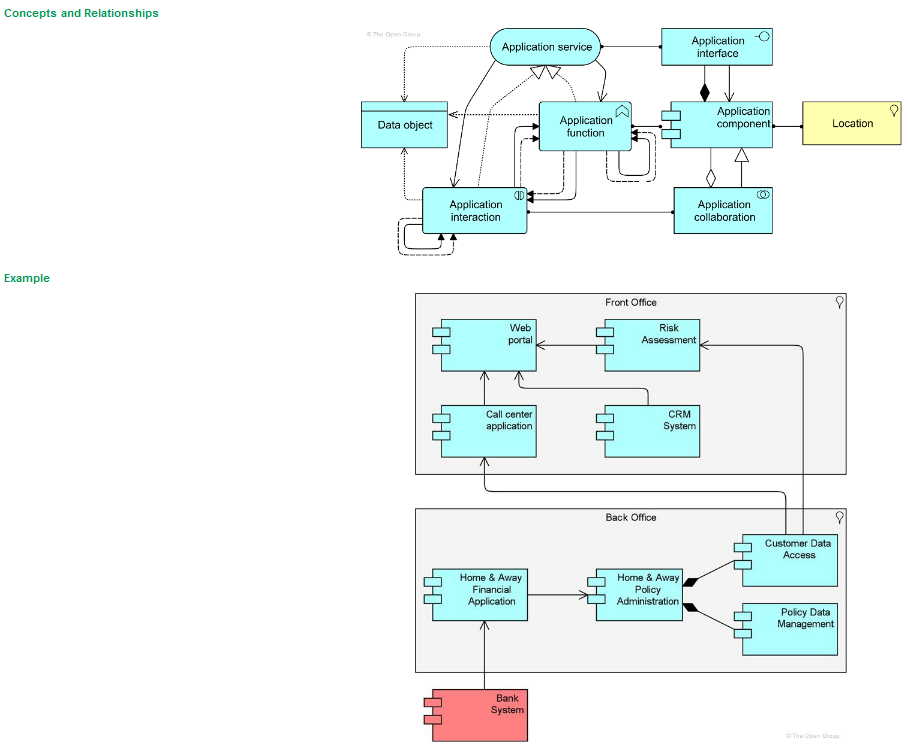 Concepts and Relationships
© The Open Group
Application service
Application
interface
Data object
Application
function
Application
component
Location
Application
interaction
Application
collaboration
Example
Front Office
Web
portal
Risk
Assessment
Call center
application
CRM
System
Back Office
Customer Data
Access
Home & Away
Financial
Application
Home & Away
Policy
Administration
Policy Data
Management
Bank
System
© The Open Group